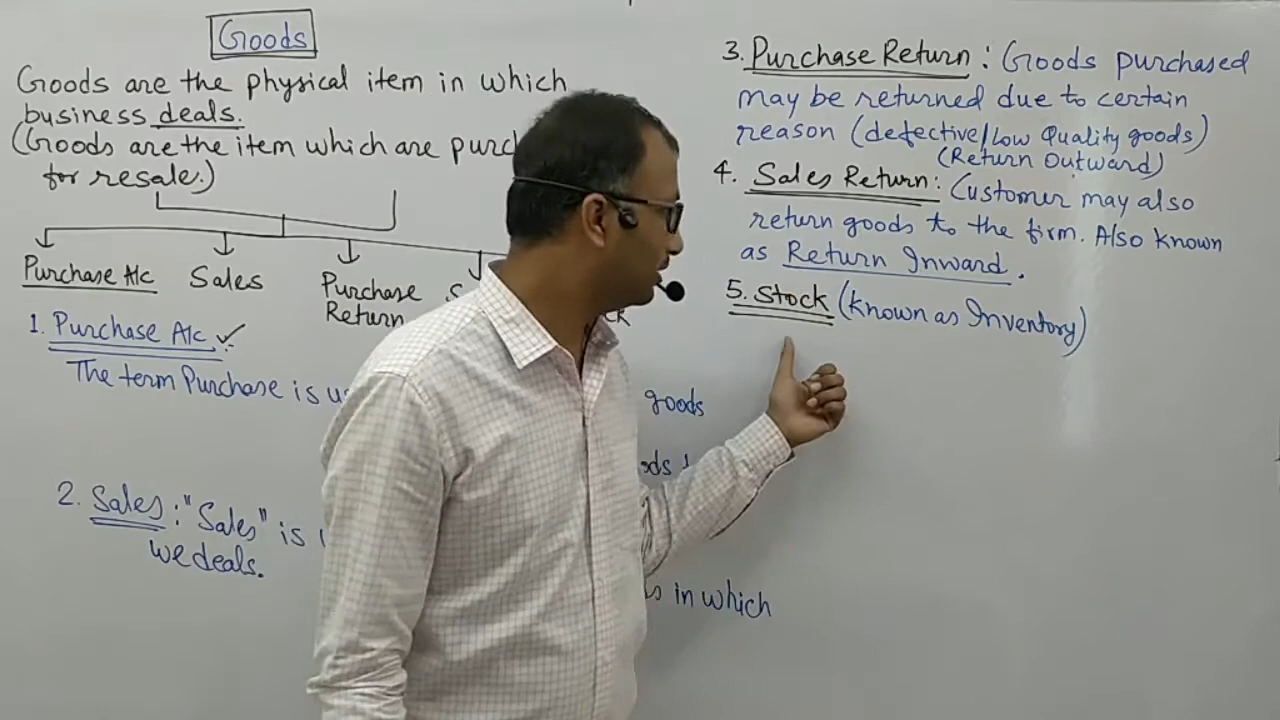 Goods
Goods are the physical item in which
business deals.
(Goods are the item which are
for resale.)
Purchase A/c Sales Purchase
Return
1. Purchase A/c ✓
The term Purchase is
goods
2. Sales: "Sales" is
in which
we deals.
3. Purchase Return: Goods purchased
may be returned due to certain
reason (defective/Low Quality goods)
(Return Outward)
4. Sales Return: Customer may also
return goods to the firm. Also known
as Return Inward.
5. Stock (known as Inventory)